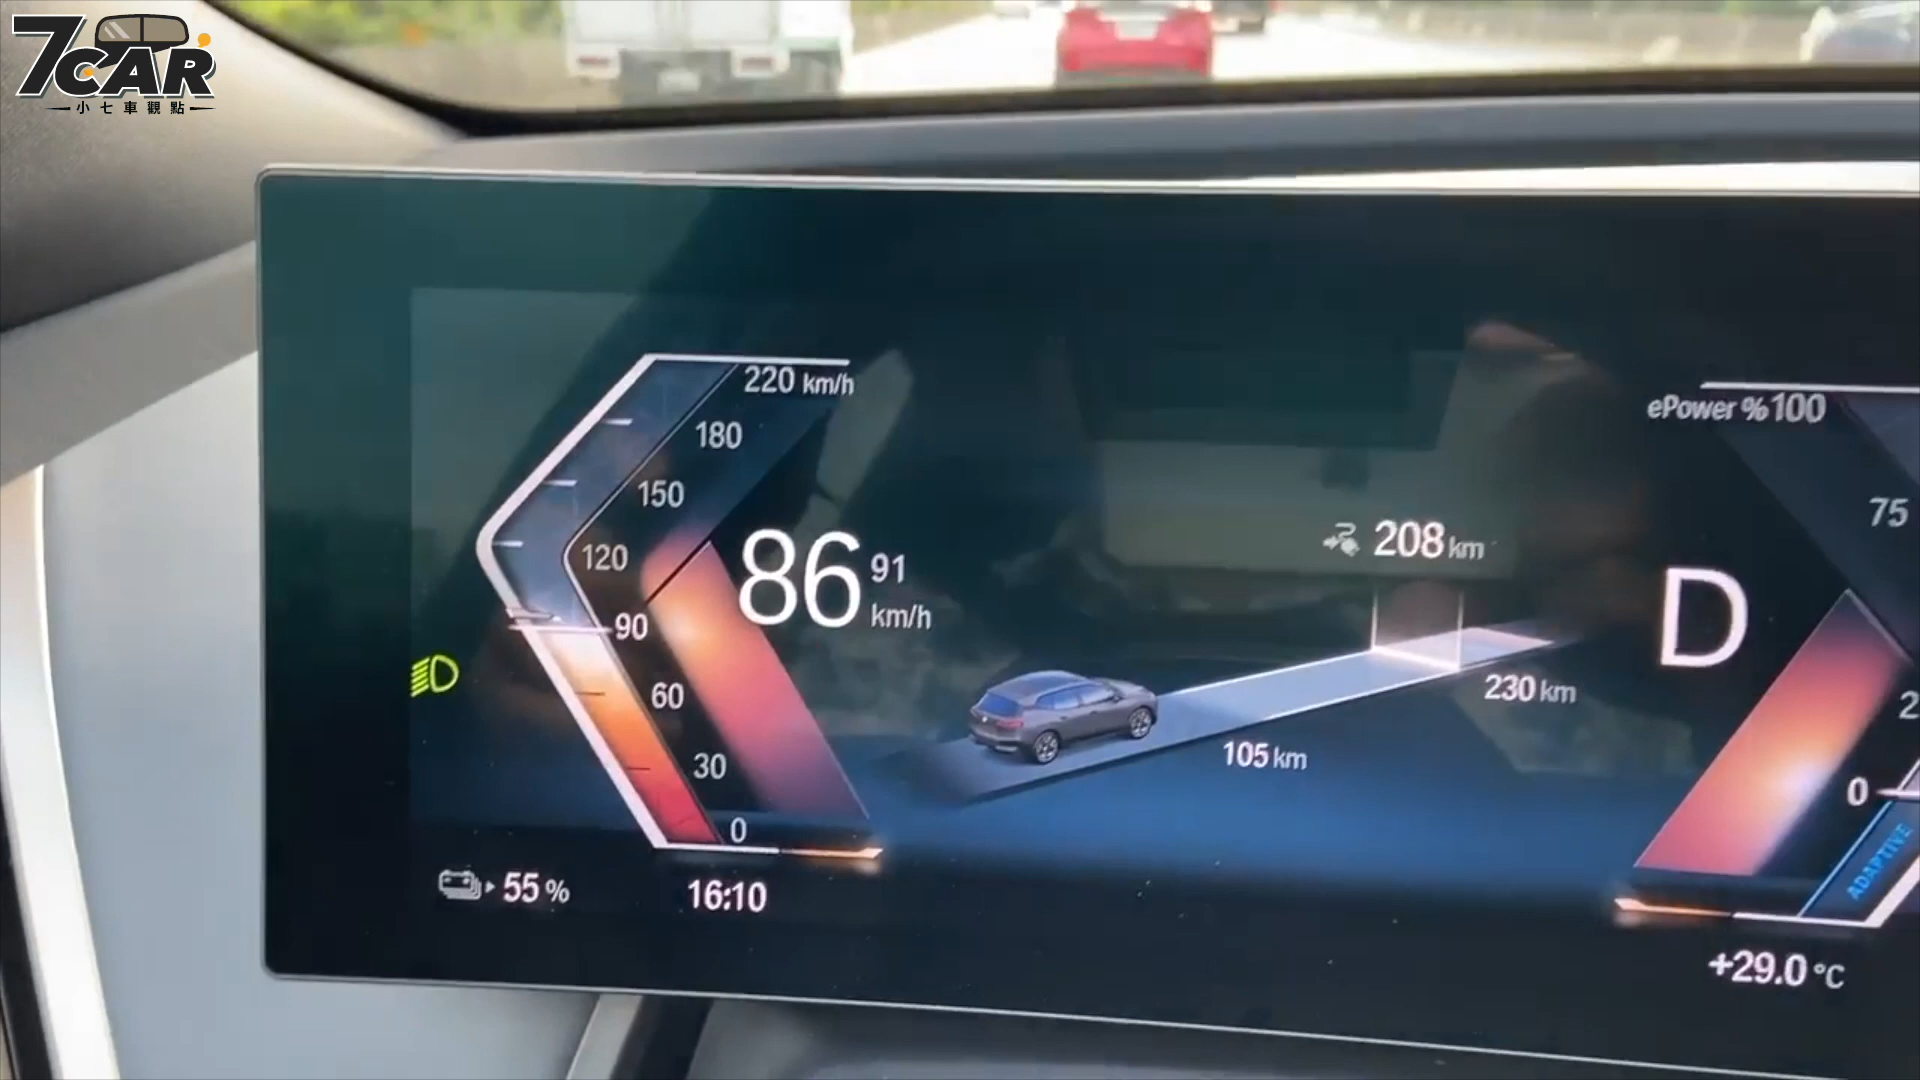 7CAR
小七車觀點
220 km/h
180
150
120
90
60
30
0
86 91 km/h
208 km
230 km
105 km
ePower %100
75
2
0
D
ADAPTIVE
55 %
16:10
+29.0 °C